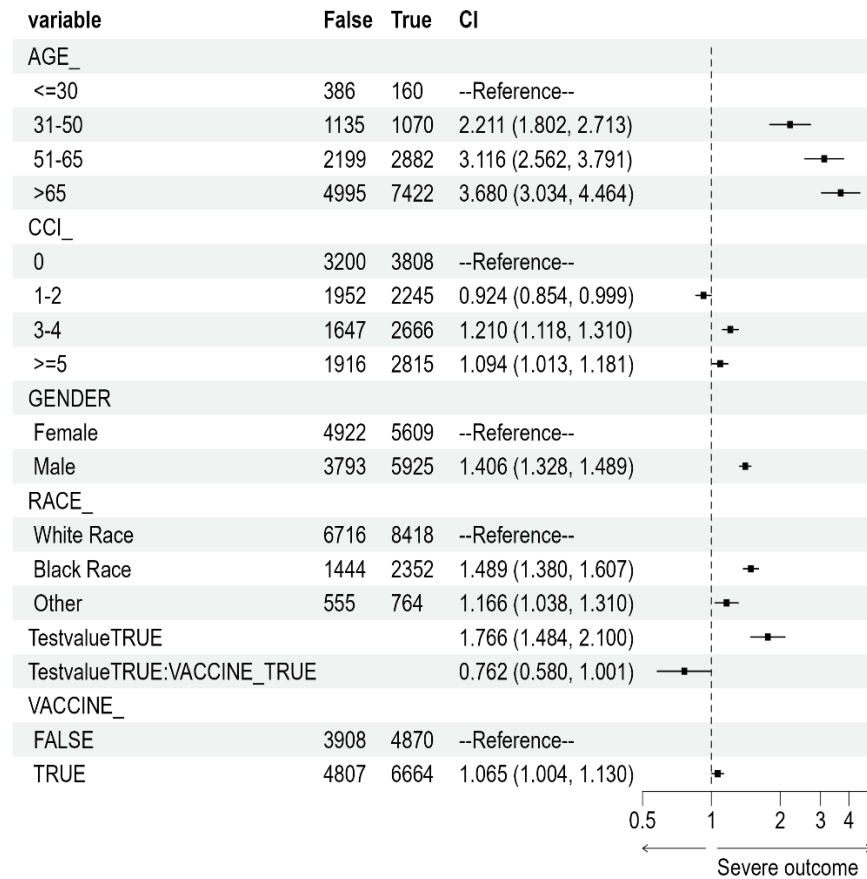 variable False True CI
AGE_
<=30 386 160 --Reference--
31-50 1135 1070 2.211 (1.802, 2.713)
51-65 2199 2882 3.116 (2.562, 3.791)
>65 4995 7422 3.680 (3.034, 4.464)
CCI_
0 3200 3808 --Reference--
1-2 1952 2245 0.924 (0.854, 0.999)
3-4 1647 2666 1.210 (1.118, 1.310)
>=5 1916 2815 1.094 (1.013, 1.181)
GENDER
Female 4922 5609 --Reference--
Male 3793 5925 1.406 (1.328, 1.489)
RACE_
White Race 6716 8418 --Reference--
Black Race 1444 2352 1.489 (1.380, 1.607)
Other 555 764 1.166 (1.038, 1.310)
TestvalueTRUE 1.766 (1.484, 2.100)
TestvalueTRUE:VACCINE_TRUE 0.762 (0.580, 1.001)
VACCINE_
FALSE 3908 4870 --Reference--
TRUE 4807 6664 1.065 (1.004, 1.130)
0.5 1 2 3 4
Severe outcome